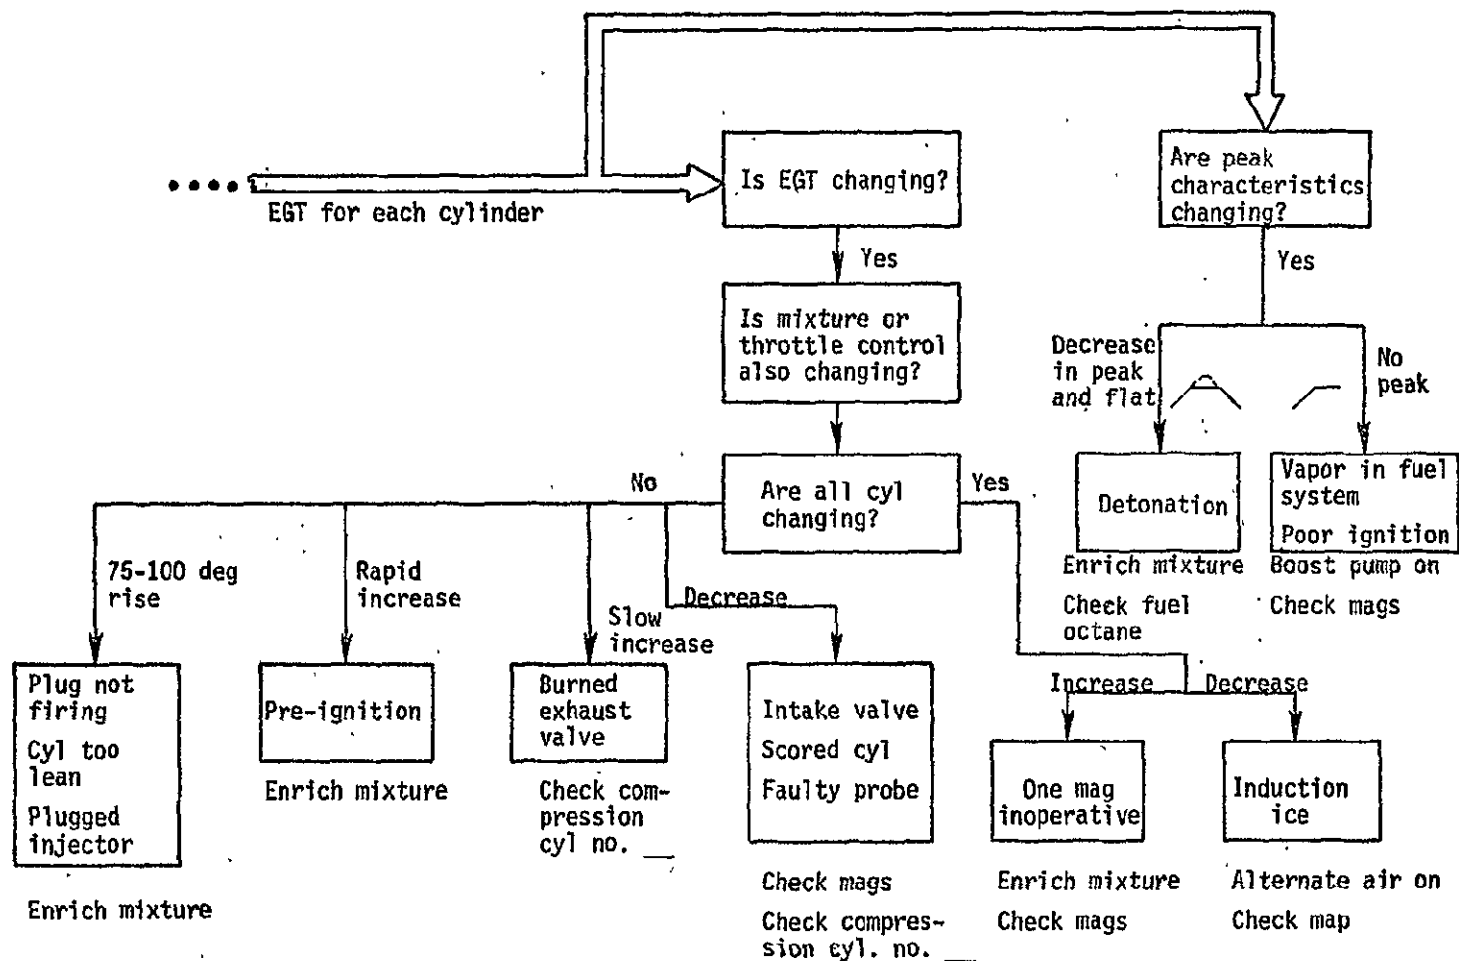 EGT for each cylinder
Is EGT changing?
Are peak
characteristics
changing?
Yes
Yes
Is mixture or
throttle control
also changing?
Decrease
in peak
and flat
No
peak
No
Are all cyl
changing?
Yes
Detonation
Enrich mixture
Check fuel
octane
Vapor in fuel
system
Poor ignition
Boost pump on
Check mags
75-100 deg
rise
Rapid
increase
Slow
increase
Decrease
Plug not
firing
Cyl too
lean
Plugged
injector
Enrich mixture
Pre-ignition
Enrich mixture
Burned
exhaust
valve
Check com-
pression
cyl no. __
Intake valve
Scored cyl
Faulty probe
Check mags
Check compres-
sion cyl. no. __
Increase
Decrease
One mag
inoperative
Enrich mixture
Check mags
Induction
ice
Alternate air on
Check map